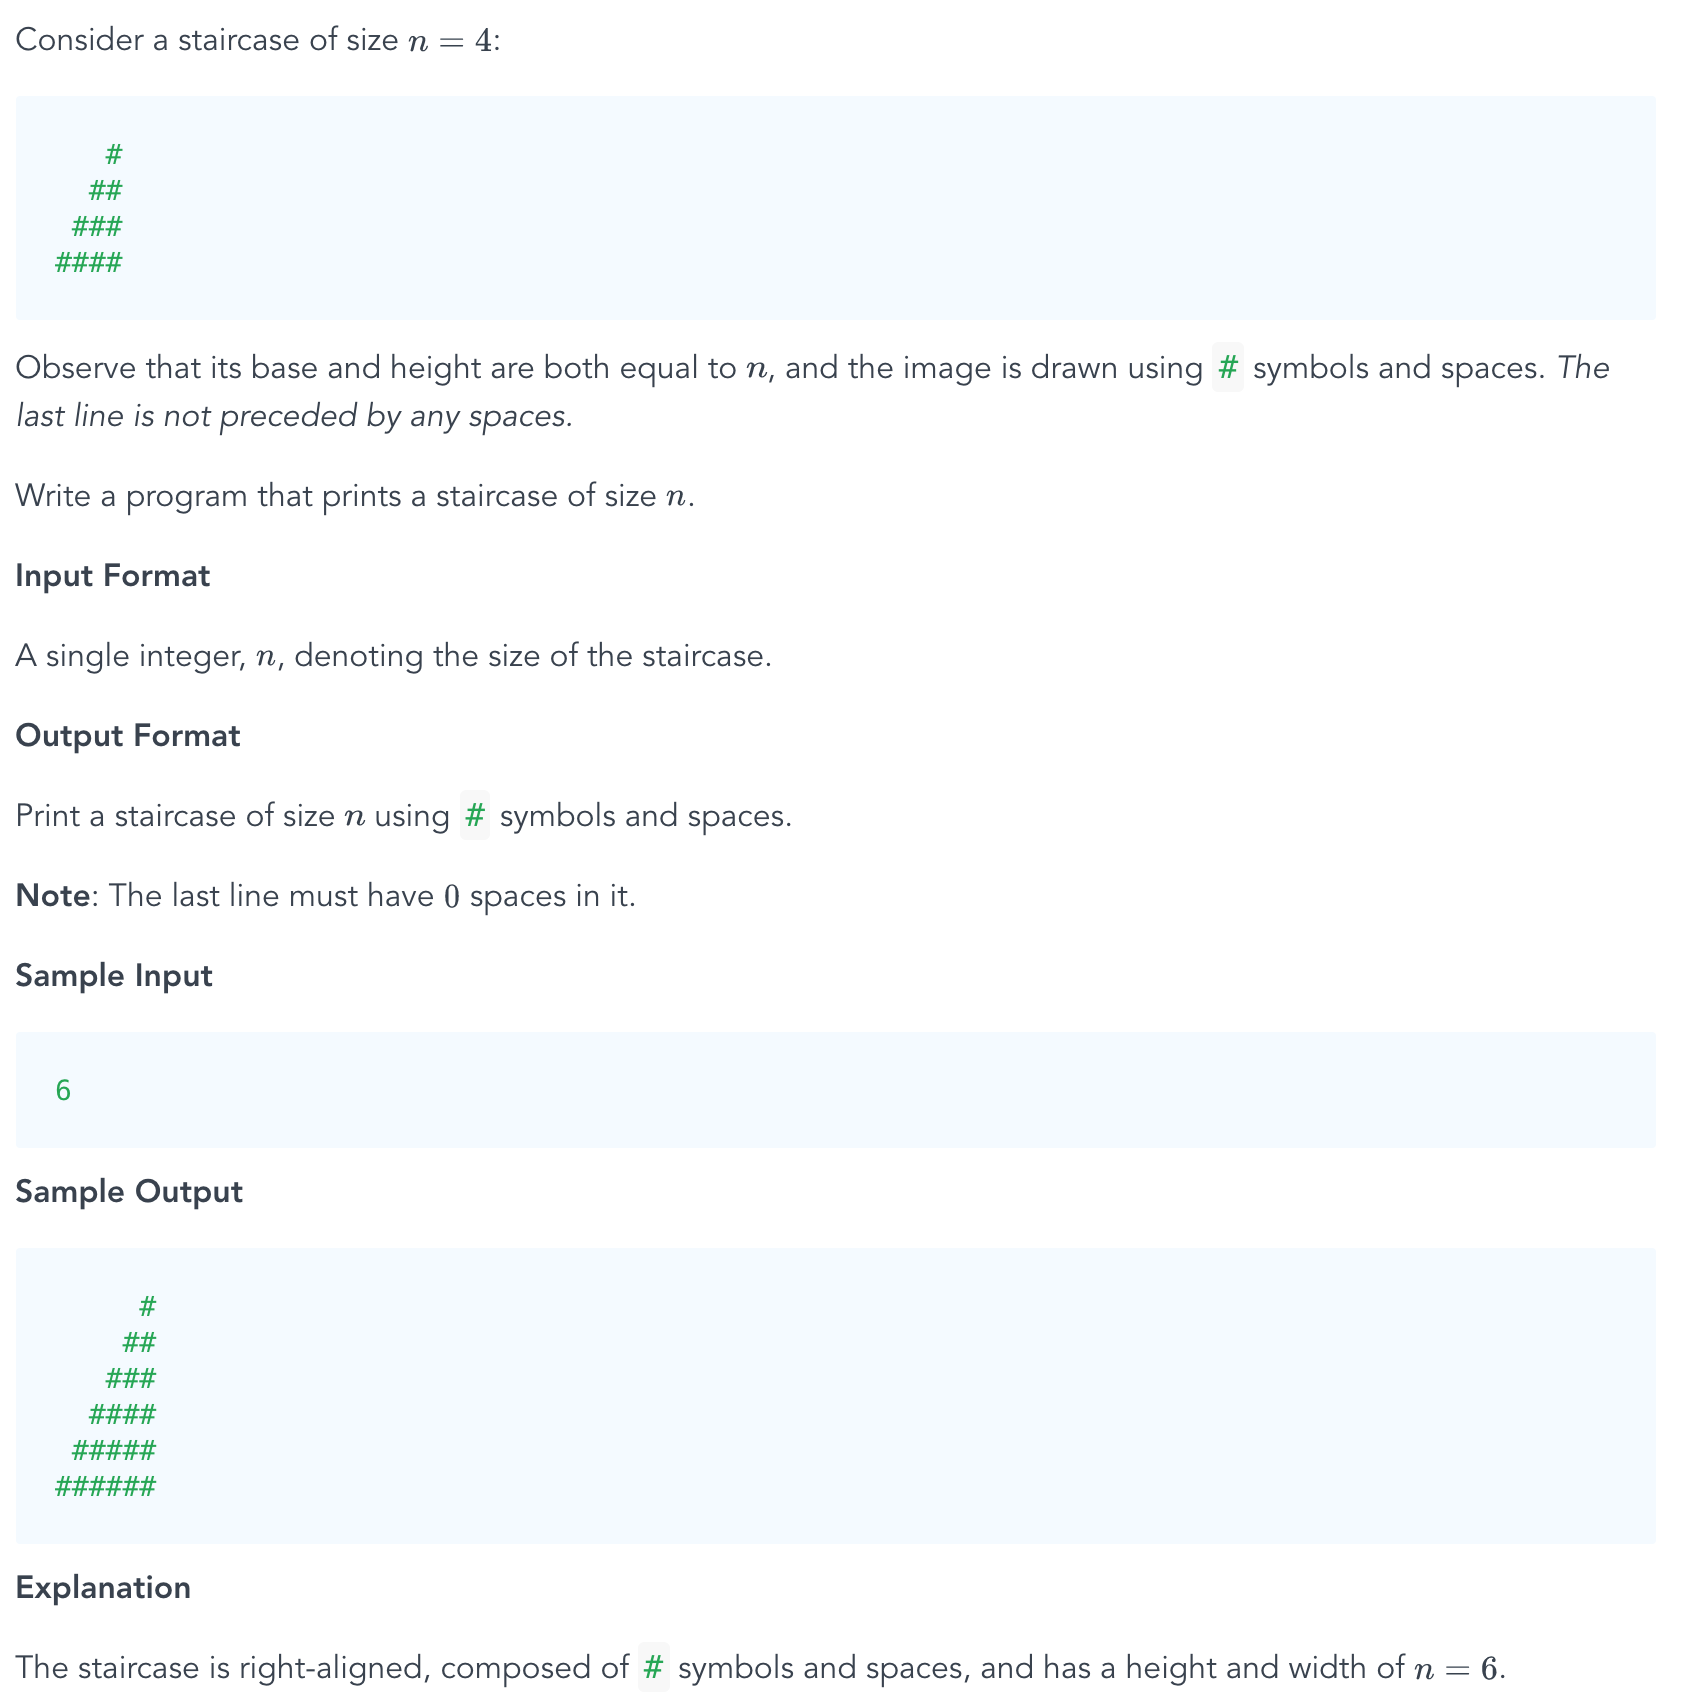 Consider a staircase of size n = 4:
   #
  ##
 ###
####
Observe that its base and height are both equal to n, and the image is drawn using # symbols and spaces. The
last line is not preceded by any spaces.
Write a program that prints a staircase of size n.
Input Format
A single integer, n, denoting the size of the staircase.
Output Format
Print a staircase of size n using # symbols and spaces.
Note: The last line must have 0 spaces in it.
Sample Input
6
Sample Output
     #
    ##
   ###
  ####
 #####
######
Explanation
The staircase is right-aligned, composed of # symbols and spaces, and has a height and width of n = 6.